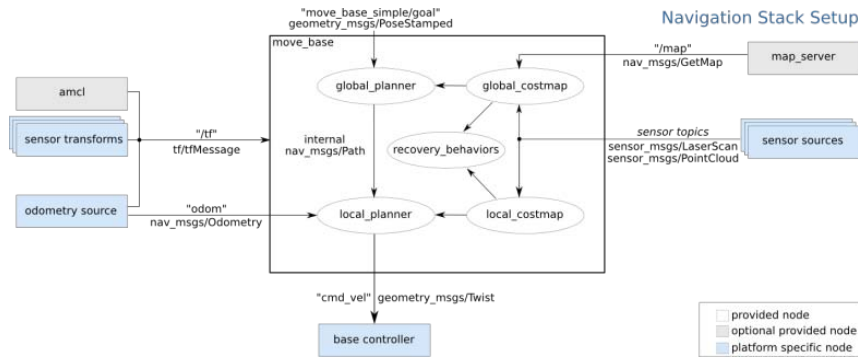 Navigation Stack Setup
"move_base_simple/goal"
geometry_msgs/PoseStamped
move_base
"/map"
nav_msgs/GetMap
map_server
global_planner
global_costmap
amcl
sensor transforms
"/tf"
tf/tfMessage
internal
nav_msgs/Path
recovery_behaviors
sensor topics
sensor_msgs/LaserScan
sensor_msgs/PointCloud
sensor sources
odometry source
"odom"
nav_msgs/Odometry
local_planner
local_costmap
"cmd_vel" geometry_msgs/Twist
base controller
provided node
optional provided node
platform specific node